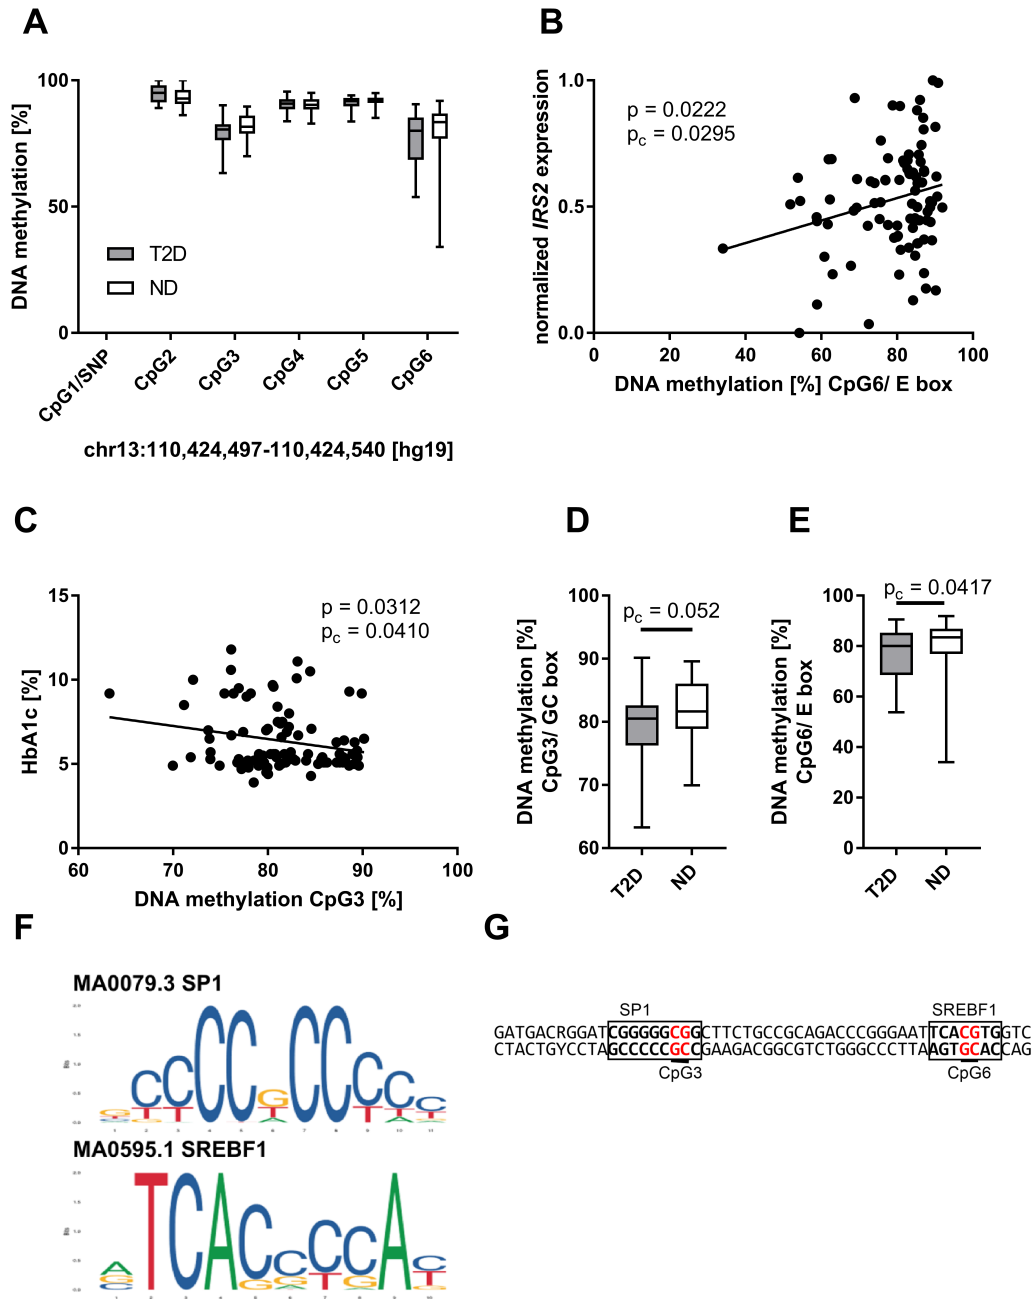 A
DNA methylation [%]
100
50
0
T2D
ND
CpG1/SNP
CpG2
CpG3
CpG4
CpG5
CpG6
chr13:110,424,497-110,424,540 [hg19]
B
normalized IRS2 expression
1.0
0.5
0.0
p = 0.0222
pc = 0.0295
0
20
40
60
80
100
DNA methylation [%] CpG6/ E box
C
HbA1c [%]
15
10
5
0
p = 0.0312
pc = 0.0410
60
70
80
90
100
DNA methylation CpG3 [%]
D
DNA methylation [%]
CpG3/ GC box
100
90
80
70
60
pc = 0.052
T2D
ND
E
DNA methylation [%]
CpG6/ E box
100
80
60
40
20
0
pc = 0.0417
T2D
ND
F
MA0079.3 SP1
MA0595.1 SREBF1
G
SP1
SREBF1
GATGACRGGATCGGGGGCGGCTTCTGCCGCAGACCCGGGAATTCACGTGGTC
CTACTGYCCTAGCCCCCGCCGAAGACGGCGTCTGGGCCCTTAAGTGCACCAG
CpG3
CpG6